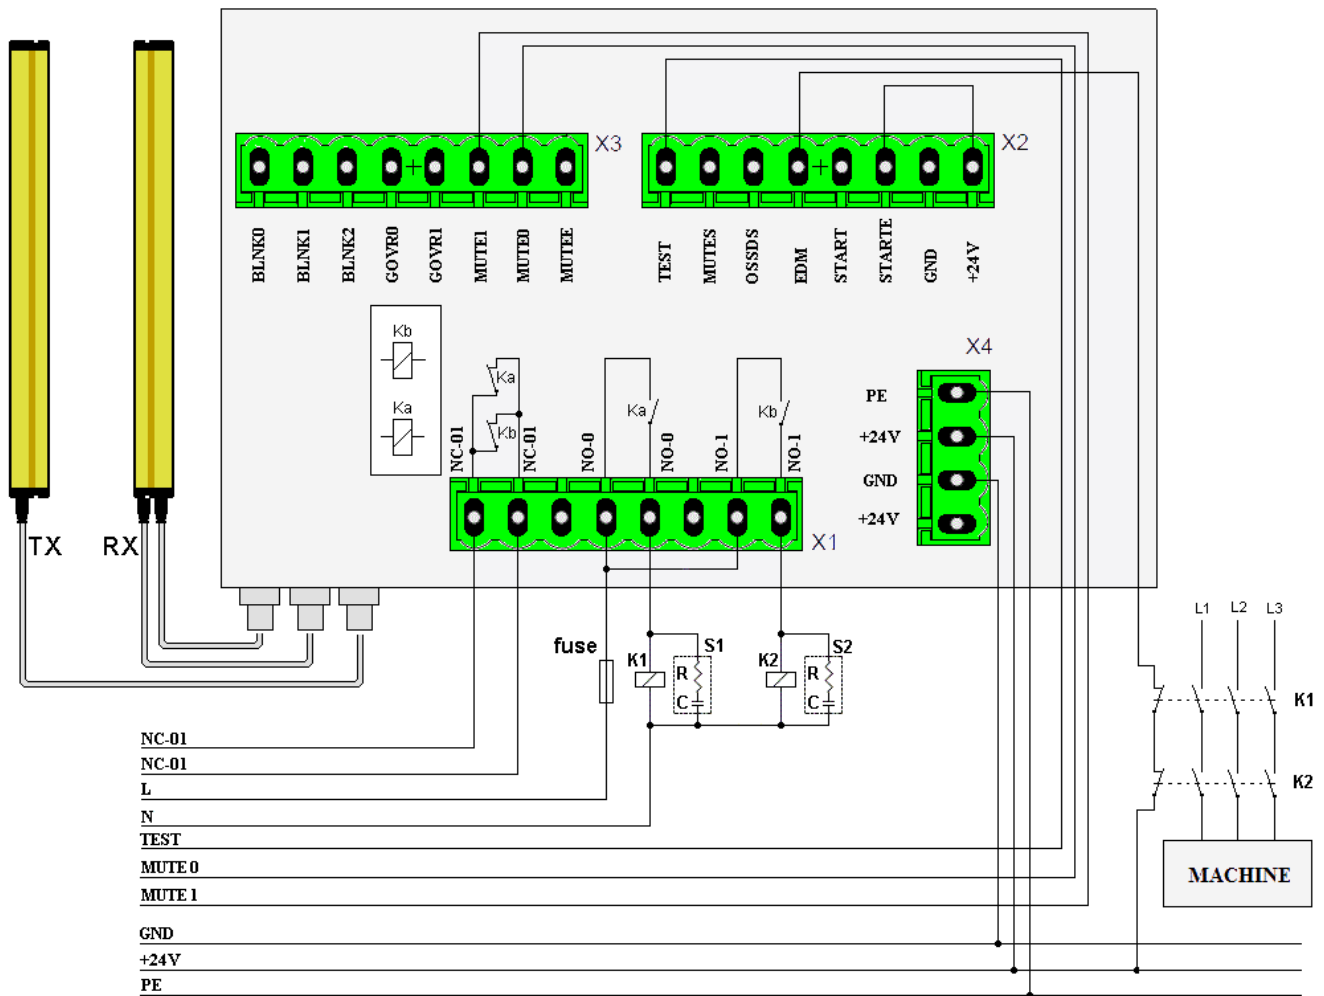 X3
X2
BLNK0
BLNK1
BLNK2
GOVR0
GOVR1
MUTE1
MUTE0
MUTEE
TEST
MUTES
OSSDS
EDM
START
STARTE
GND
+24V
Kb
Ka
Ka
Kb
Ka
Kb
NC-01
NC-01
NO-0
NO-0
NO-1
NO-1
X1
X4
PE
+24V
GND
+24V
TX
RX
fuse
K1
S1
R
C
K2
S2
R
C
L1
L2
L3
K1
K2
MACHINE
NC-01
NC-01
L
N
TEST
MUTE 0
MUTE 1
GND
+24V
PE